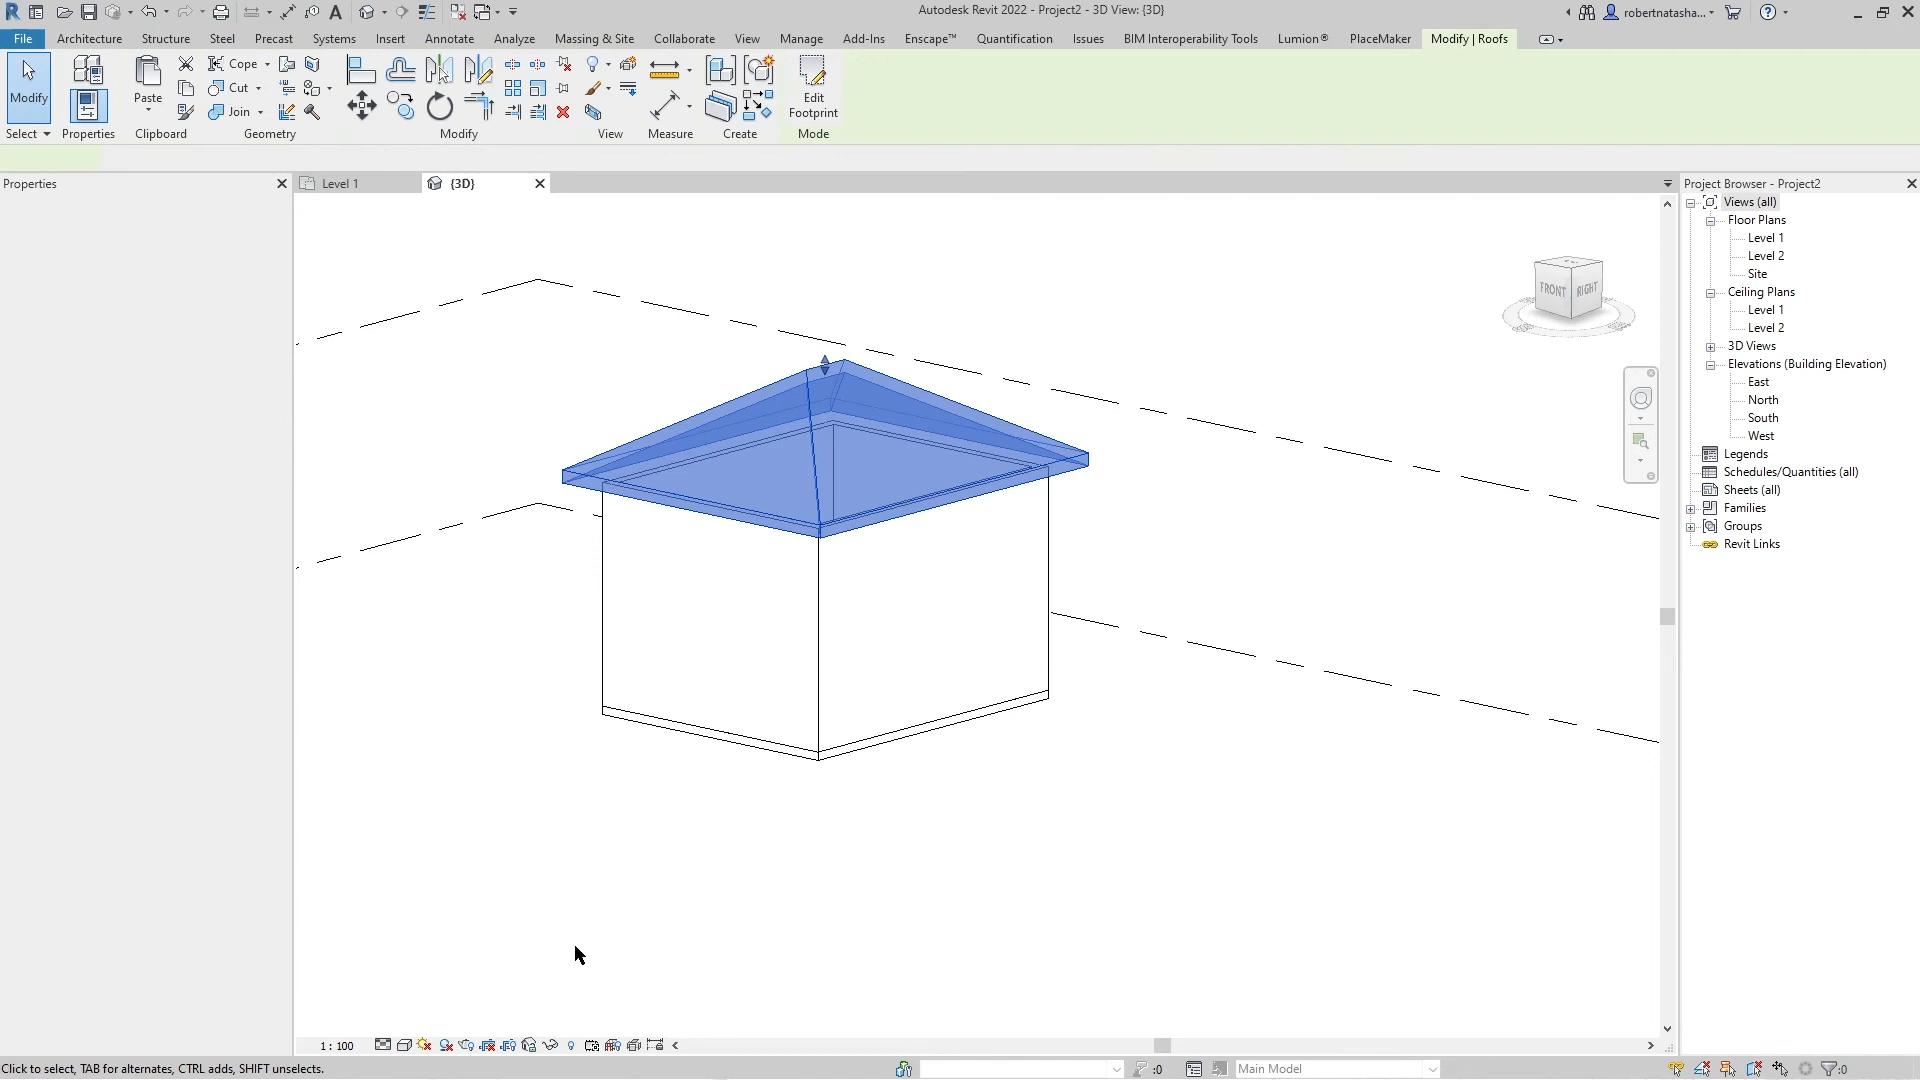 Autodesk Revit 2022 - Project2 - 3D View: {3D}
robertnatasha...
File Architecture Structure Steel Precast Systems Insert Annotate Analyze Massing & Site Collaborate View Manage Add-Ins Enscape™ Quantification Issues BIM Interoperability Tools Lumion® PlaceMaker Modify | Roofs
Modify
Paste
Cope
Cut
Join
Edit
Footprint
Select Properties Clipboard Geometry Modify View Measure Create Mode
Properties
Level 1
{3D}
Project Browser - Project2
Views (all)
Floor Plans
Level 1
Level 2
Site
Ceiling Plans
Level 1
Level 2
3D Views
Elevations (Building Elevation)
East
North
South
West
Legends
Schedules/Quantities (all)
Sheets (all)
Families
Groups
Revit Links
FRONT RIGHT
1 : 100
Click to select, TAB for alternates, CTRL adds, SHIFT unselects.
:0
Main Model
:0